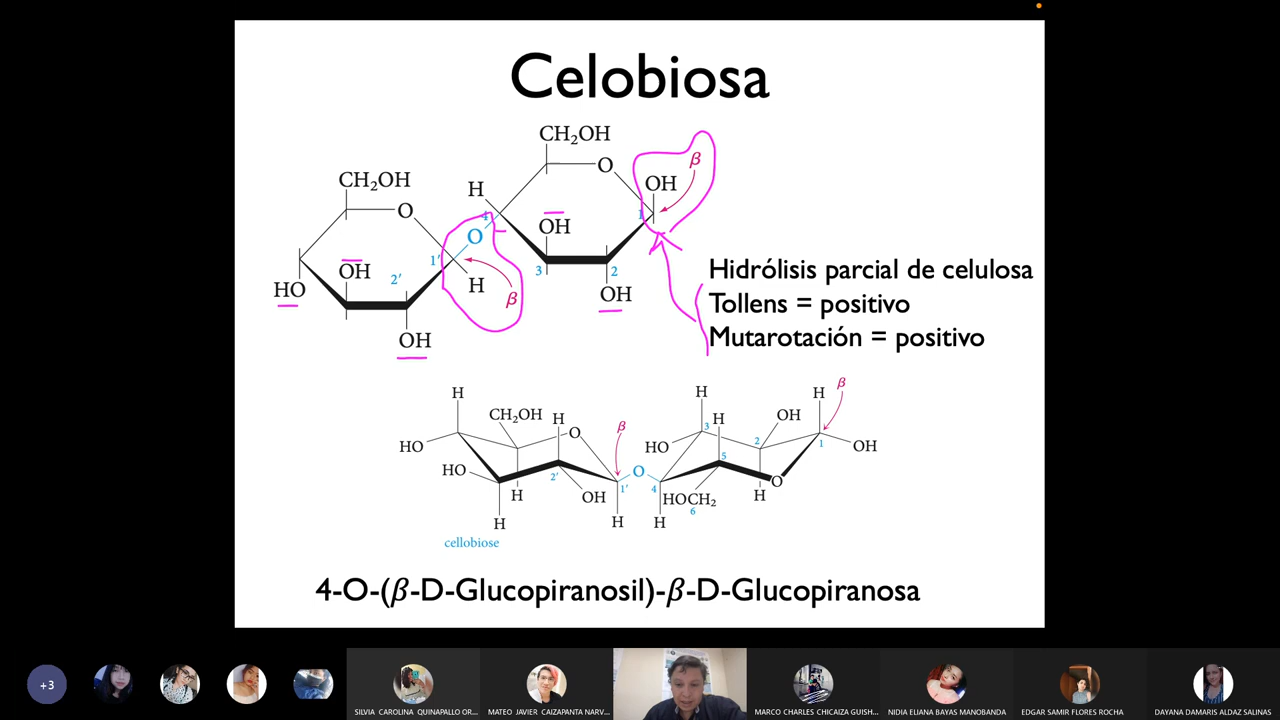 Celobiosa
CH₂OH
O
β
OH
H
CH₂OH
O
4
O
1
OH
1'
OH
2'
H
3
2
HO
β
OH
OH
Hidrólisis parcial de celulosa
Tollens = positivo
Mutarotación = positivo
H
H
H
β
CH₂OH
H
O
β
H
OH
3
HO
HO
2
1
OH
HO
5
2'
O
O
OH
1'
4
HOCH₂
H
H
6
H
H
H
cellobiose
4-O-(β-D-Glucopiranosil)-β-D-Glucopiranosa
+3
SILVIA CAROLINA QUINAPALLO OR...
MATEO JAVIER CAIZAPANTA NARV...
MARCO CHARLES CHICAIZA GUISH...
NIDIA ELIANA BAYAS MANOBANDA
EDGAR SAMIR FLORES ROCHA
DAYANA DAMARIS ALDAZ SALINAS